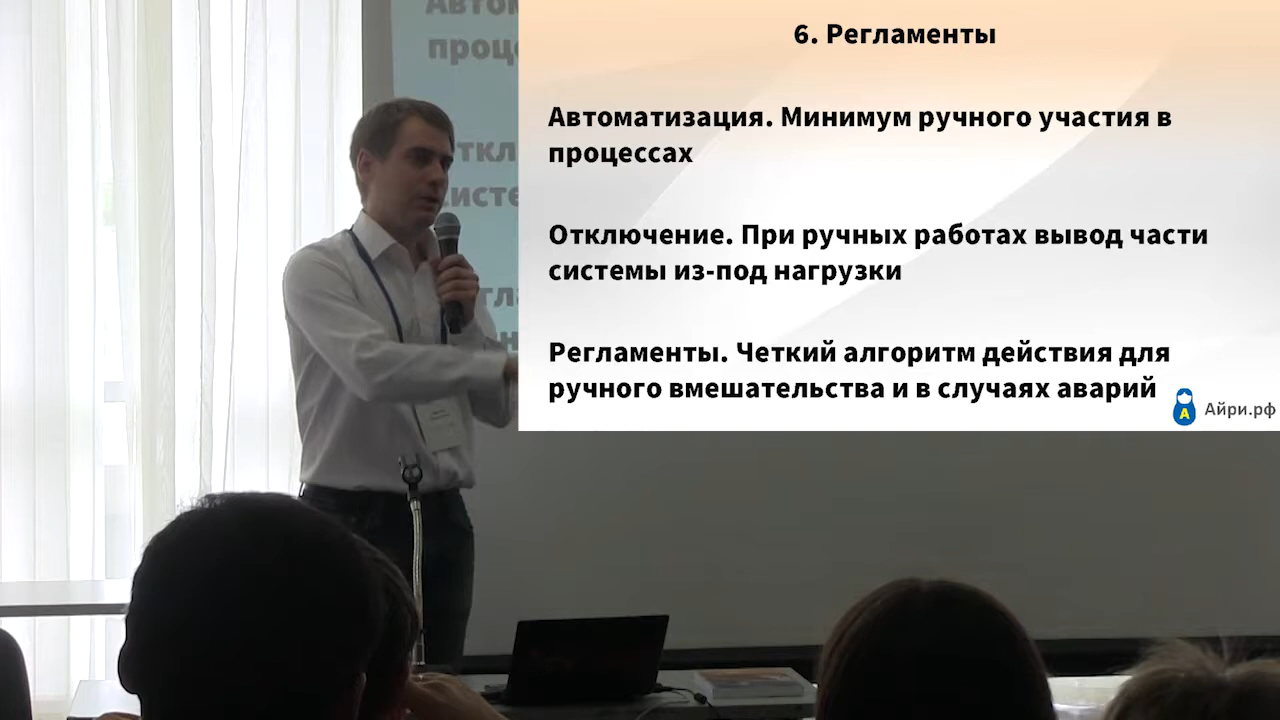 6. Регламенты
Автоматизация. Минимум ручного участия в
процессах
Отключение. При ручных работах вывод части
системы из-под нагрузки
Регламенты. Четкий алгоритм действия для
ручного вмешательства и в случаях аварий
А
Айри.рф